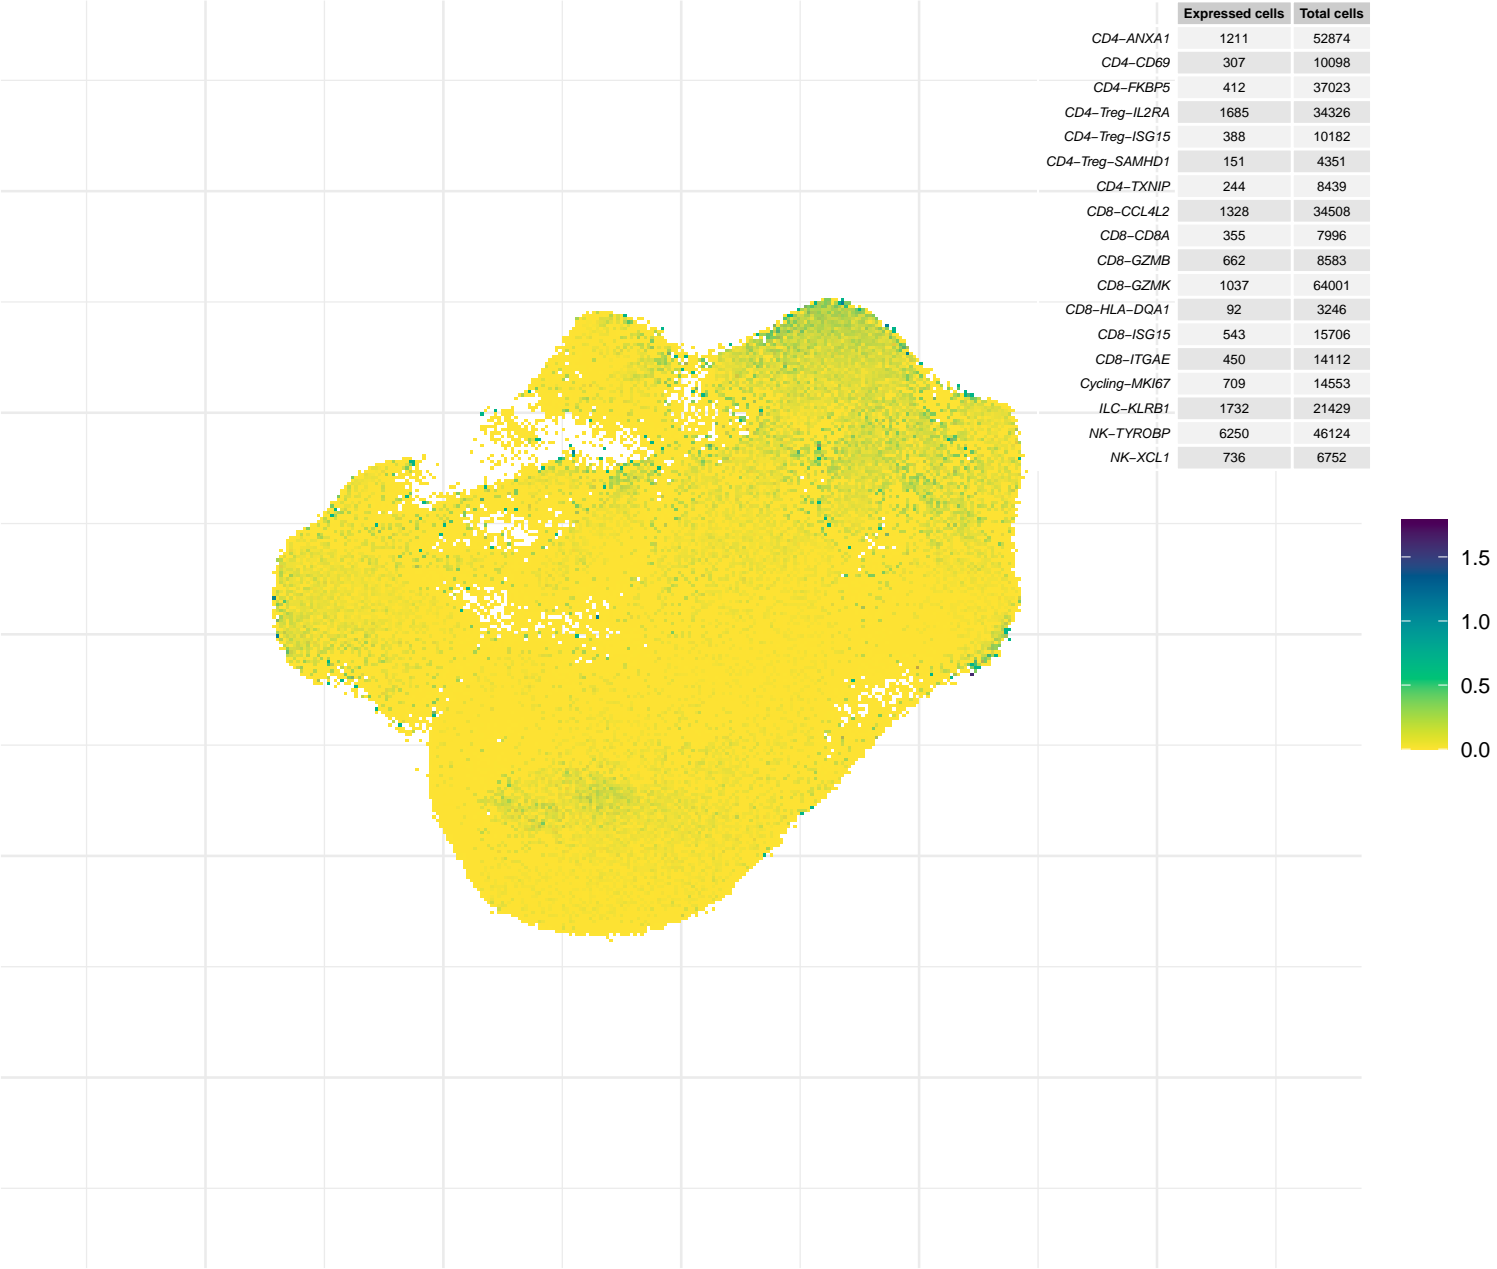 Expressed cells Total cells
CD4−ANXA1 1211 52874
CD4−CD69 307 10098
CD4−FKBP5 412 37023
CD4−Treg−IL2RA 1685 34326
CD4−Treg−ISG15 388 10182
CD4−Treg−SAMHD1 151 4351
CD4−TXNIP 244 8439
CD8−CCL4L2 1328 34508
CD8−CD8A 355 7996
CD8−GZMB 662 8583
CD8−GZMK 1037 64001
CD8−HLA−DQA1 92 3246
CD8−ISG15 543 15706
CD8−ITGAE 450 14112
Cycling−MKI67 709 14553
ILC−KLRB1 1732 21429
NK−TYROBP 6250 46124
NK−XCL1 736 6752
1.5
1.0
0.5
0.0